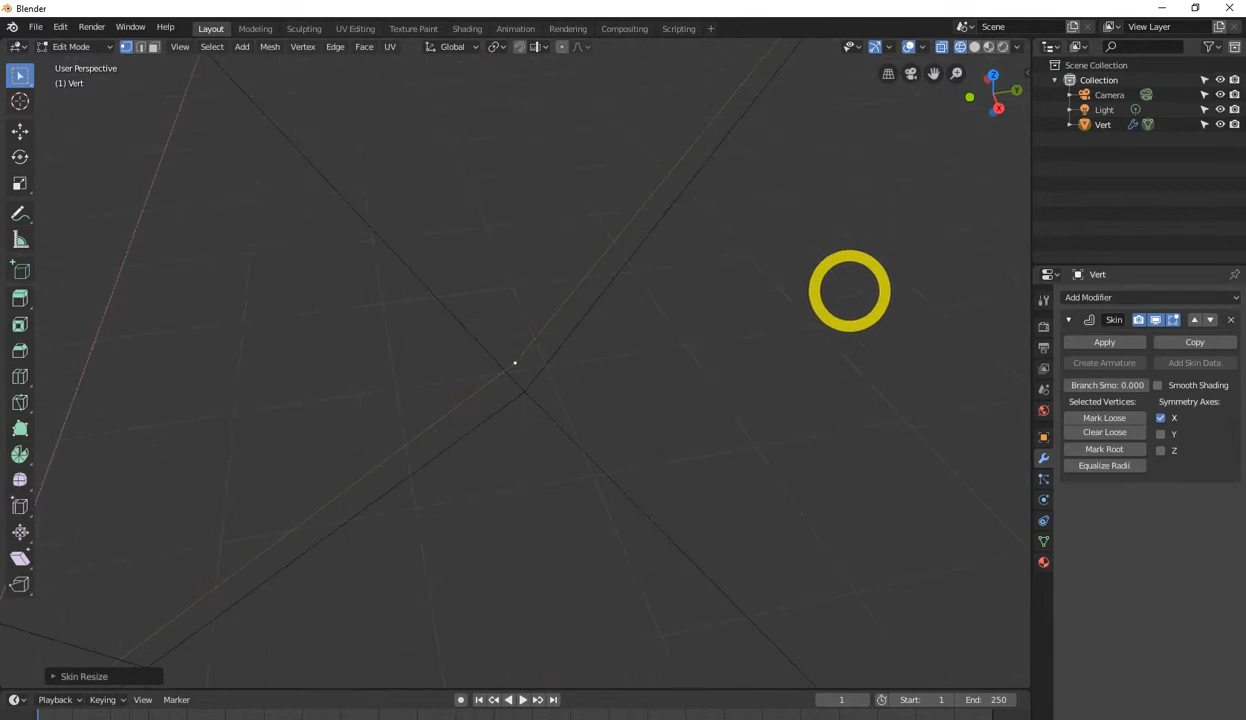 Blender
File Edit Render Window Help
Layout Modeling Sculpting UV Editing Texture Paint Shading Animation Rendering Compositing Scripting +
Scene
View Layer
Edit Mode
View Select Add Mesh Vertex Edge Face UV
Global
User Perspective
(1) Vert
Z
Y
X
Scene Collection
Collection
Camera
Light
Vert
Vert
Add Modifier
Skin
Apply Copy
Create Armature Add Skin Data
Branch Smo: 0.000 Smooth Shading
Selected Vertices: Symmetry Axes:
Mark Loose X
Clear Loose Y
Mark Root Z
Equalize Radii
Skin Resize
Playback Keying View Marker
1 Start: 1 End: 250